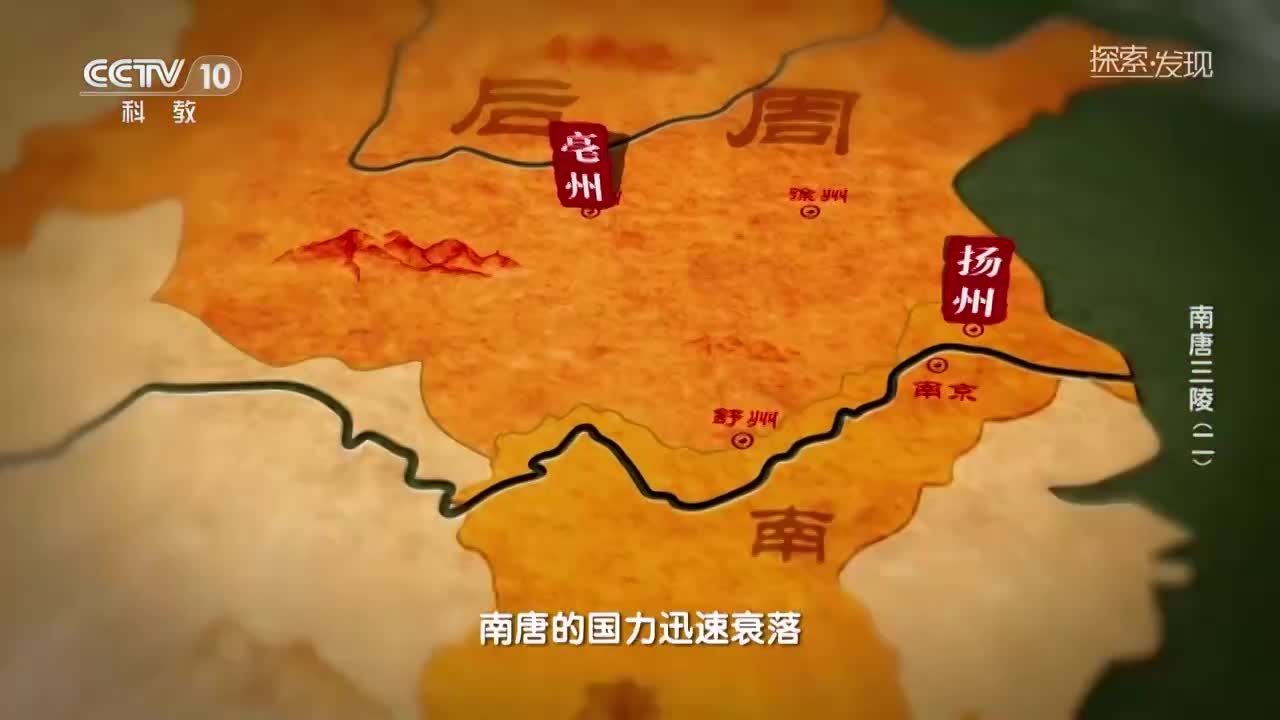 CCTV 10
科教
探索·发现
后周
亳州
徐州
扬州
南京
舒州
南
南唐三陵（二）
南唐的国力迅速衰落